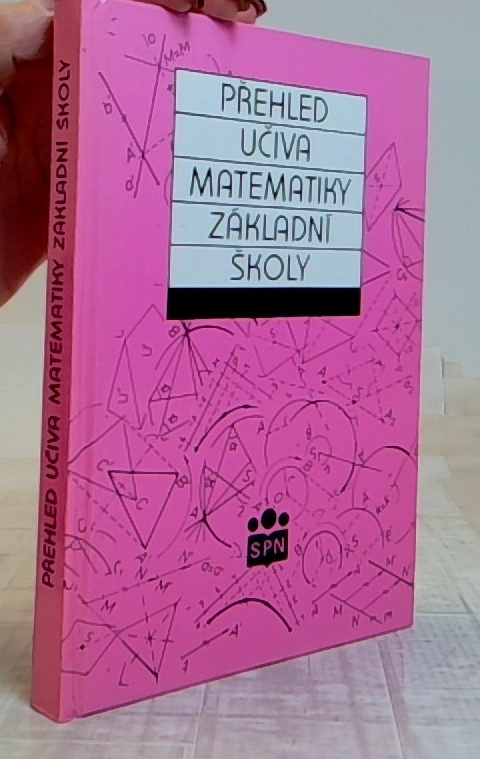 PŘEHLED
UČIVA
MATEMATIKY
ZÁKLADNÍ
ŠKOLY
SPN
PŘEHLED UČIVA MATEMATIKY ZÁKLADNÍ ŠKOLY